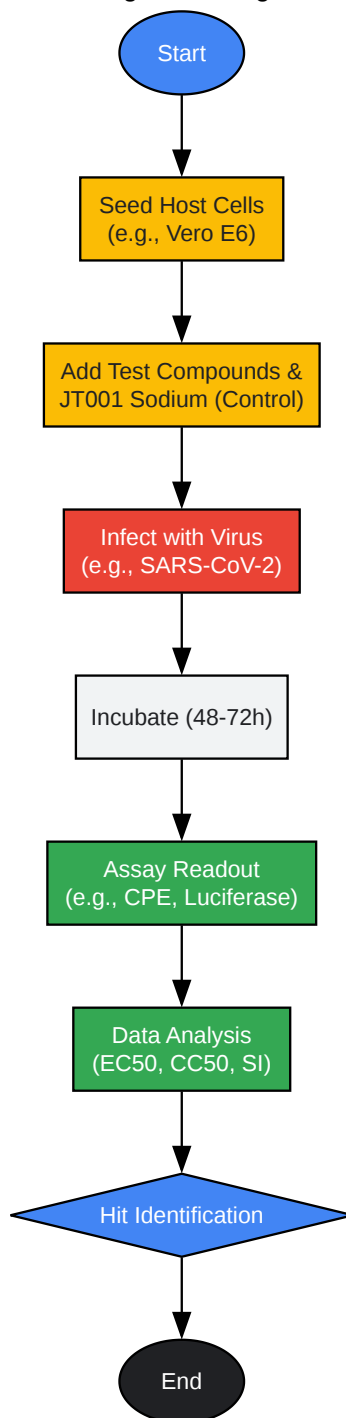 Start
Seed Host Cells
(e.g., Vero E6)
Add Test Compounds &
JT001 Sodium (Control)
Infect with Virus
(e.g., SARS-CoV-2)
Incubate (48-72h)
Assay Readout
(e.g., CPE, Luciferase)
Data Analysis
(EC50, CC50, SI)
Hit Identification
End